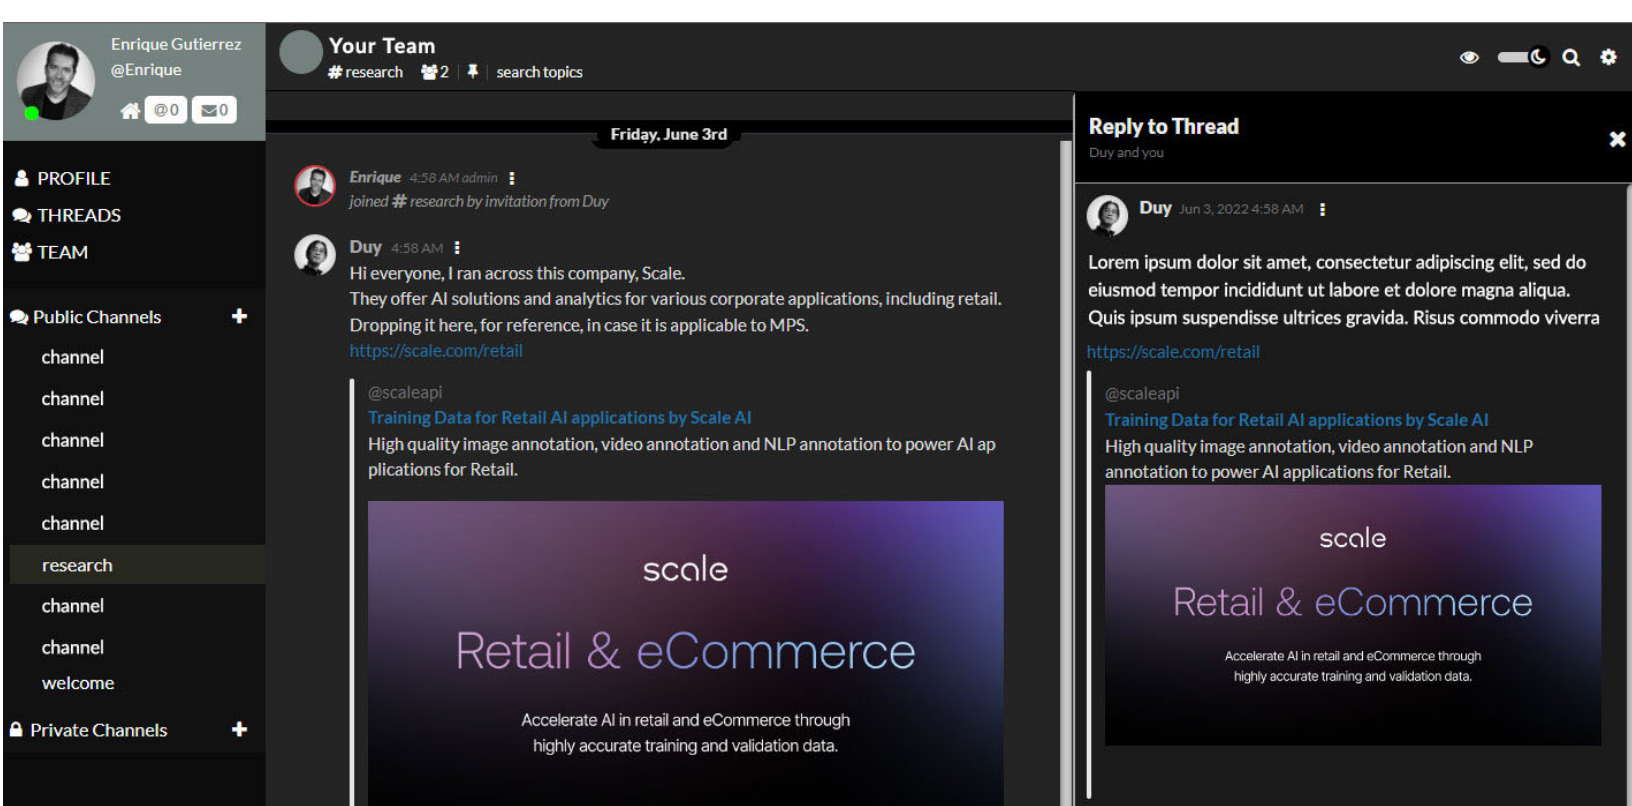 Enrique Gutierrez
@Enrique
@0
0
PROFILE
THREADS
TEAM
Public Channels +
channel
channel
channel
channel
channel
research
channel
channel
welcome
Private Channels +
Your Team
# research 2 | | search topics
Friday, June 3rd
Enrique 4:58 AM admin
joined # research by invitation from Duy
Duy 4:58 AM
Hi everyone, I ran across this company, Scale.
They offer AI solutions and analytics for various corporate applications, including retail.
Dropping it here, for reference, in case it is applicable to MPS.
https://scale.com/retail
@scaleapi
Training Data for Retail AI applications by Scale AI
High quality image annotation, video annotation and NLP annotation to power AI ap
plications for Retail.
scale
Retail & eCommerce
Accelerate AI in retail and eCommerce through
highly accurate training and validation data.
Reply to Thread
Duy and you
Duy Jun 3, 2022 4:58 AM
Lorem ipsum dolor sit amet, consectetur adipiscing elit, sed do
eiusmod tempor incididunt ut labore et dolore magna aliqua.
Quis ipsum suspendisse ultrices gravida. Risus commodo viverra
https://scale.com/retail
@scaleapi
Training Data for Retail AI applications by Scale AI
High quality image annotation, video annotation and NLP
annotation to power AI applications for Retail.
scale
Retail & eCommerce
Accelerate AI in retail and eCommerce through
highly accurate training and validation data.